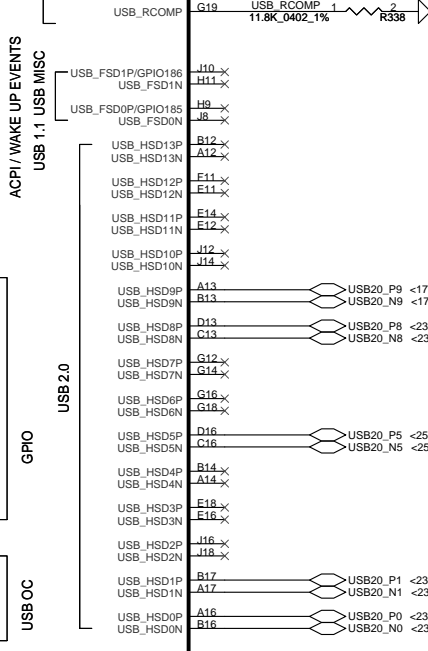 USB_RCOMP G19 USB_RCOMP 1 2
11.8K_0402_1% R338
ACPI / WAKE UP EVENTS
USB 1.1 USB MISC
USB_FSD1P/GPIO186 J10
USB_FSD1N H11
USB_FSD0P/GPIO185 H9
USB_FSD0N J8
USB_HSD13P B12
USB_HSD13N A12
USB_HSD12P F11
USB_HSD12N E11
USB_HSD11P E14
USB_HSD11N E12
USB_HSD10P J12
USB_HSD10N J14
USB_HSD9P A13 USB20_P9 <17
USB_HSD9N B13 USB20_N9 <17
USB_HSD8P D13 USB20_P8 <23
USB_HSD8N C13 USB20_N8 <23
USB_HSD7P G12
USB_HSD7N G14
USB 2.0
USB_HSD6P G16
USB_HSD6N G18
GPIO
USB_HSD5P D16 USB20_P5 <25
USB_HSD5N C16 USB20_N5 <25
USB_HSD4P B14
USB_HSD4N A14
USB_HSD3P E18
USB_HSD3N E16
USB_HSD2P J16
USB_HSD2N J18
USB OC
USB_HSD1P B17 USB20_P1 <23
USB_HSD1N A17 USB20_N1 <23
USB_HSD0P A16 USB20_P0 <23
USB_HSD0N B16 USB20_N0 <23